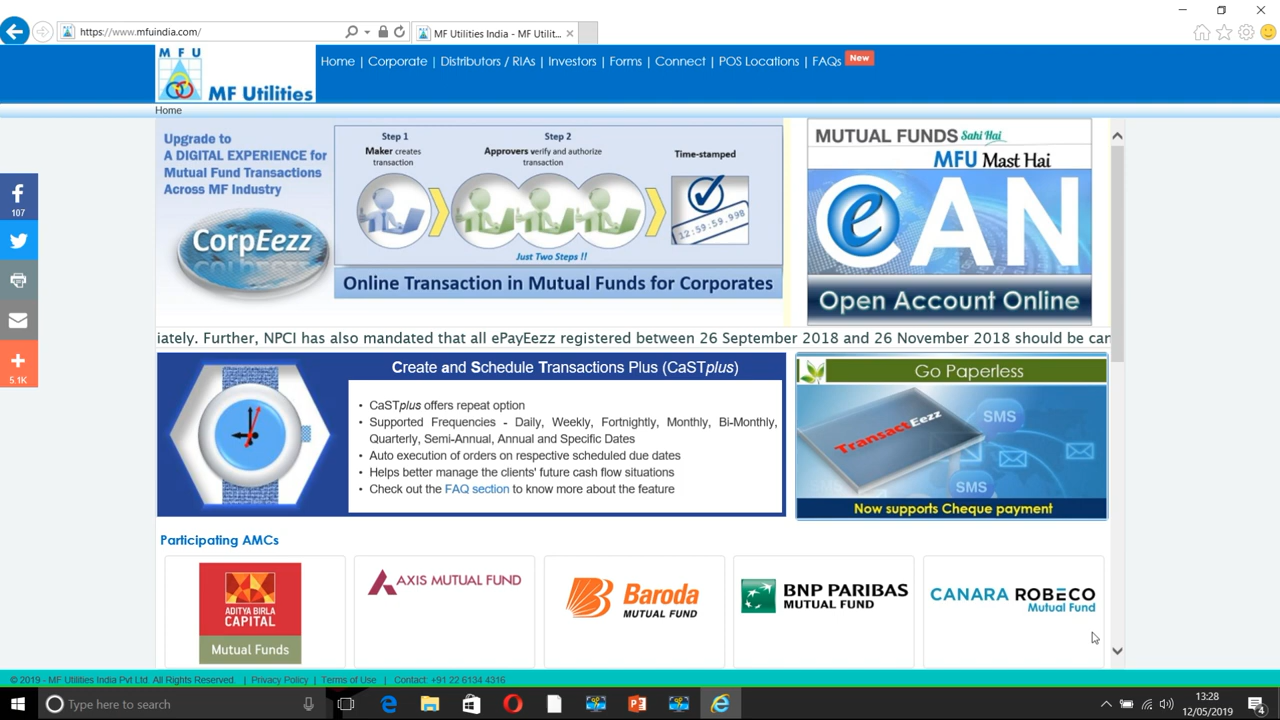 https://www.mfuindia.com/
MF Utilities India - MF Utilit...
M F U
MF Utilities
Home | Corporate | Distributors / RIAs | Investors | Forms | Connect | POS Locations | FAQs New
Home
Upgrade to
A DIGITAL EXPERIENCE for
Mutual Fund Transactions
Across MF Industry
CorpEezz
Step 1
Maker creates
transaction
Step 2
Approvers verify and authorize
transaction
Time-stamped
12:59:59.998
Just Two Steps !!
Online Transaction in Mutual Funds for Corporates
MUTUAL FUNDS Sahi Hai
MFU Mast Hai
eCAN
Open Account Online
107
5.1K
iately. Further, NPCI has also mandated that all ePayEezz registered between 26 September 2018 and 26 November 2018 should be can
Create and Schedule Transactions Plus (CaSTplus)
• CaSTplus offers repeat option
• Supported Frequencies - Daily, Weekly, Fortnightly, Monthly, Bi-Monthly,
Quarterly, Semi-Annual, Annual and Specific Dates
• Auto execution of orders on respective scheduled due dates
• Helps better manage the clients' future cash flow situations
• Check out the FAQ section to know more about the feature
Go Paperless
TransactEezz
SMS
SMS
Now supports Cheque payment
Participating AMCs
ADITYA BIRLA
CAPITAL
Mutual Funds
AXIS MUTUAL FUND
Baroda
MUTUAL FUND
BNP PARIBAS
MUTUAL FUND
CANARA ROBECO
Mutual Fund
© 2019 - MF Utilities India Pvt Ltd. All Rights Reserved. | Privacy Policy | Terms of Use | Contact: +91 22 6134 4316
Type here to search
13:28
12/05/2019
4